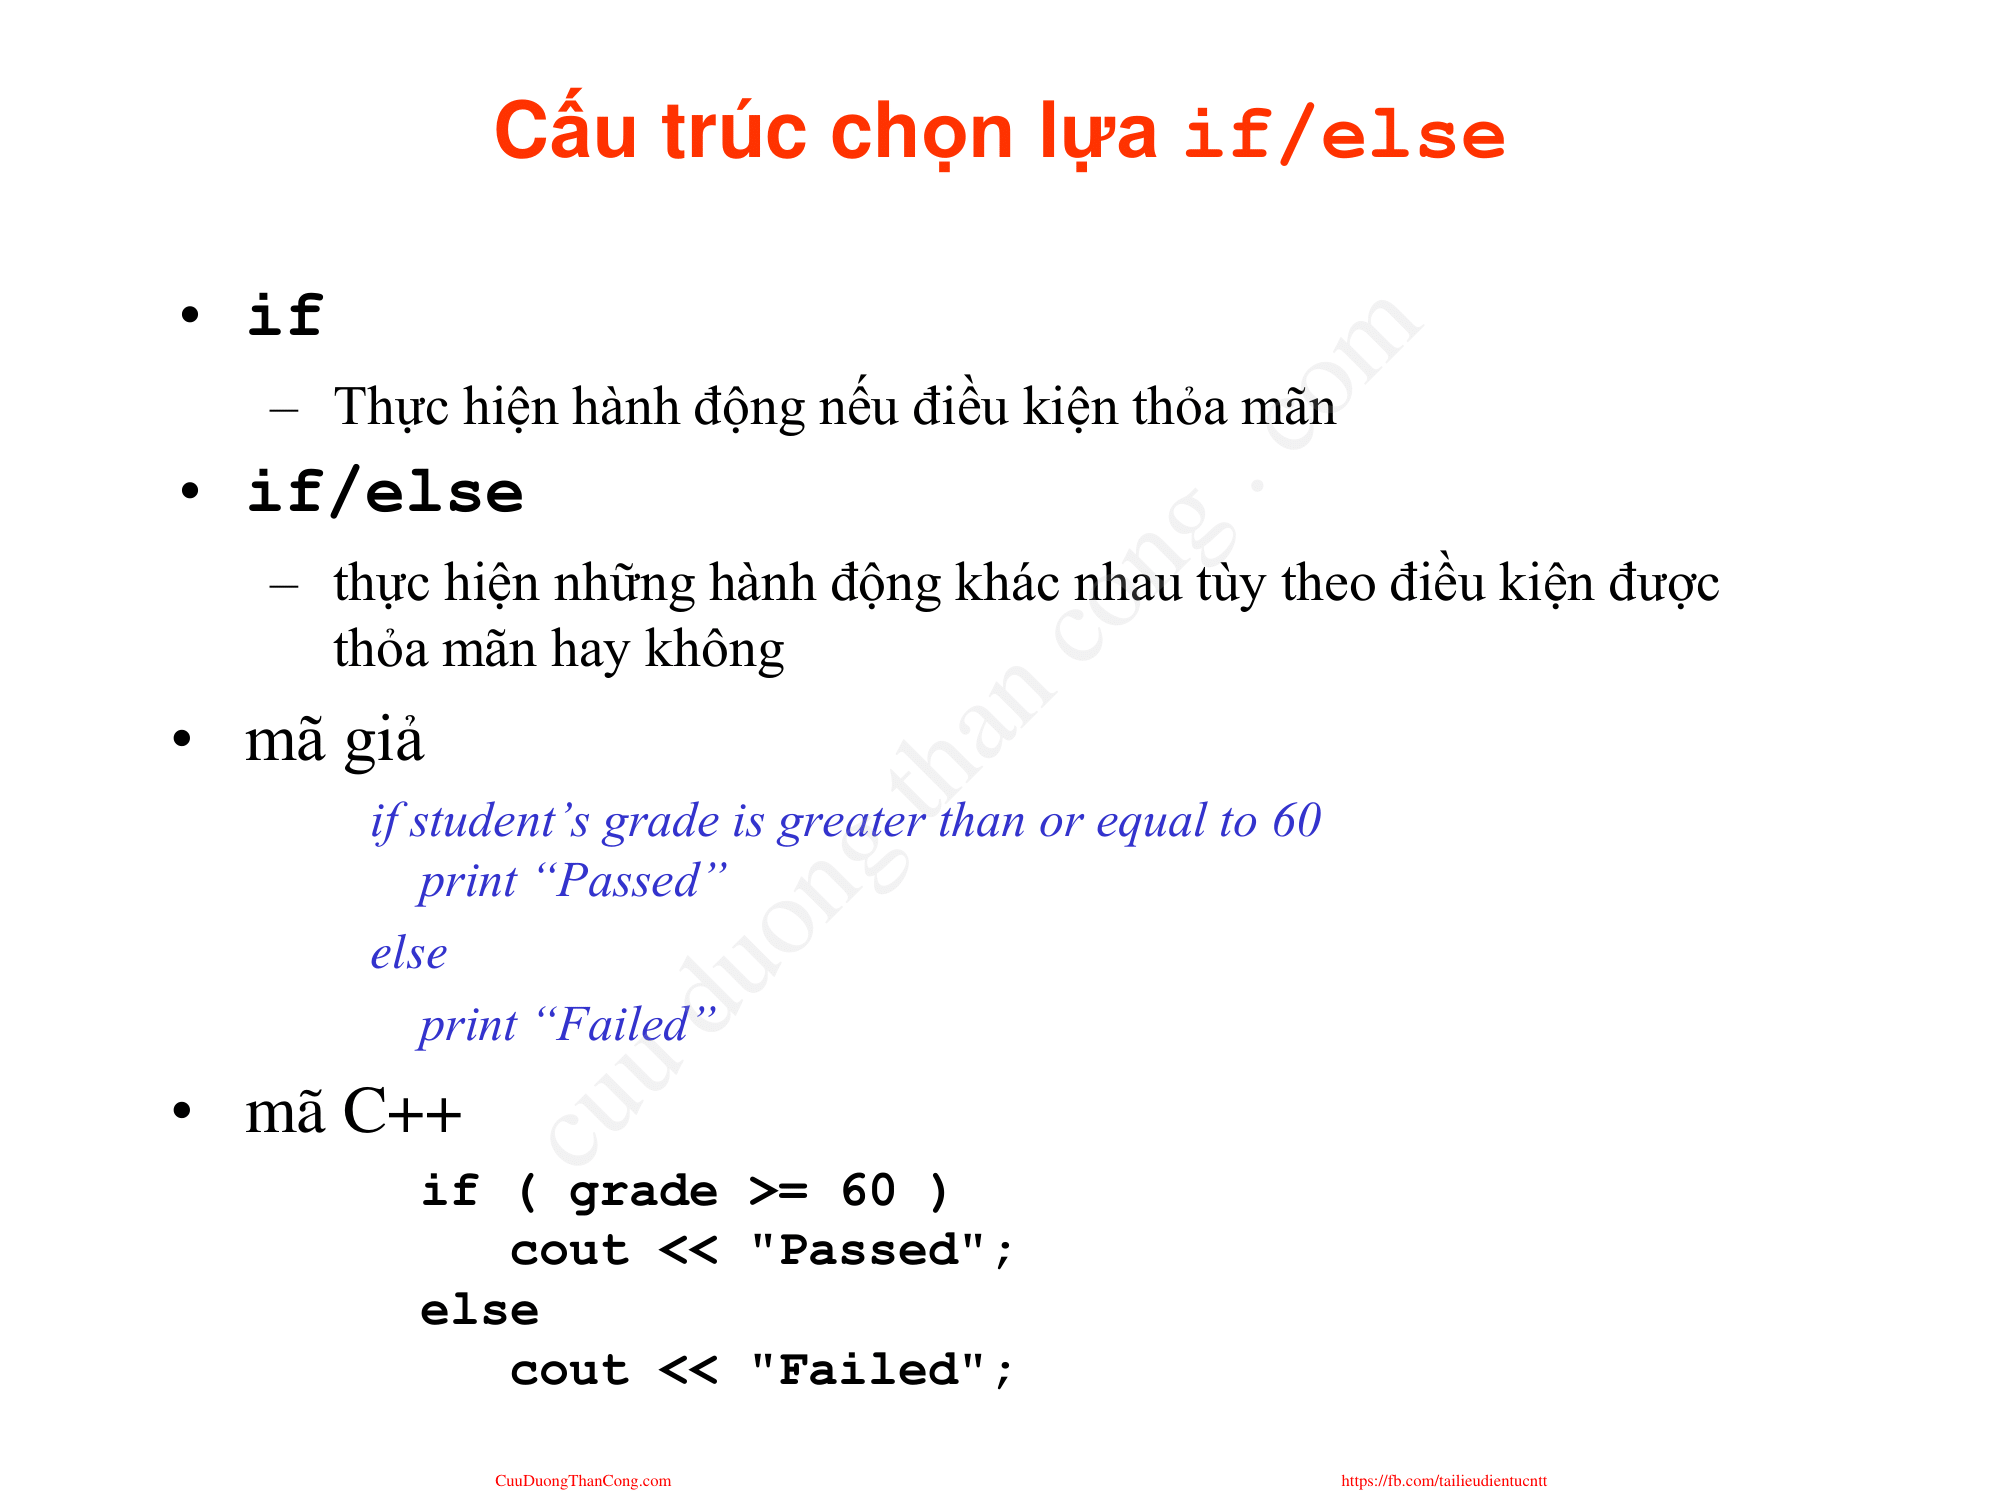 Cấu trúc chọn lựa if/else
• if
– Thực hiện hành động nếu điều kiện thỏa mãn
• if/else
– thực hiện những hành động khác nhau tùy theo điều kiện được
thỏa mãn hay không
• mã giả
if student’s grade is greater than or equal to 60
print “Passed”
else
print “Failed”
• mã C++
if ( grade >= 60 )
cout << "Passed";
else
cout << "Failed";
cuu duong than cong . com
CuuDuongThanCong.com
https://fb.com/tailieudientucntt